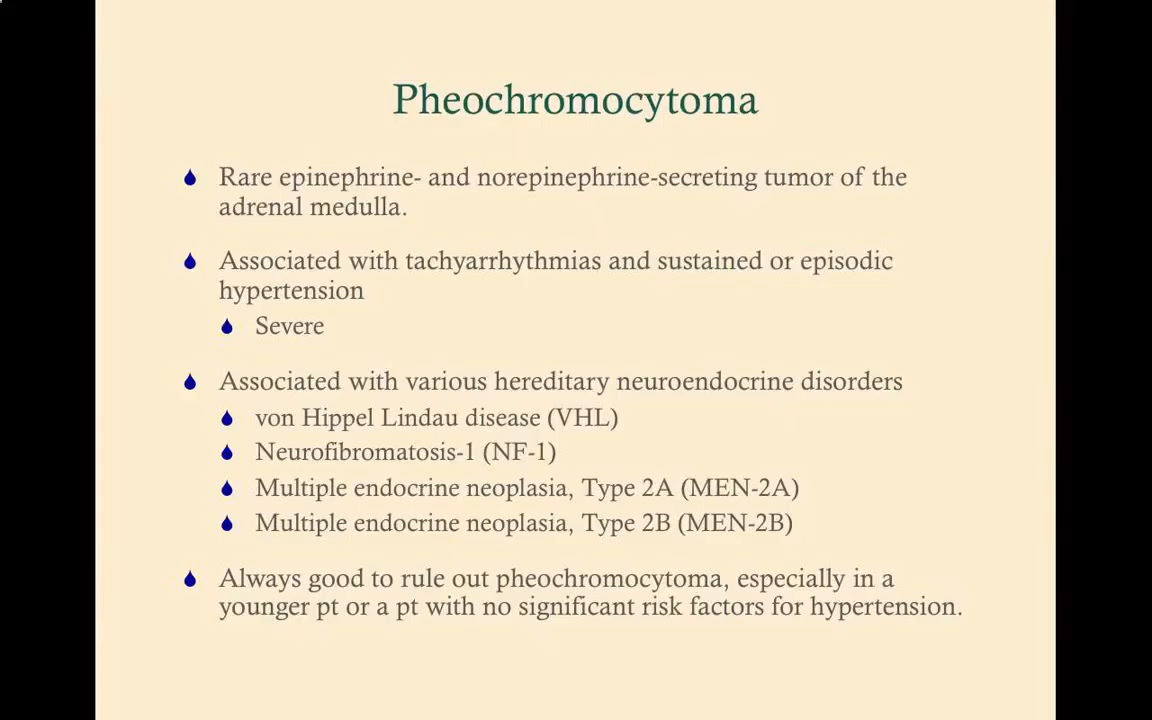 Pheochromocytoma
Rare epinephrine- and norepinephrine-secreting tumor of the
adrenal medulla.
Associated with tachyarrhythmias and sustained or episodic
hypertension
Severe
Associated with various hereditary neuroendocrine disorders
von Hippel Lindau disease (VHL)
Neurofibromatosis-1 (NF-1)
Multiple endocrine neoplasia, Type 2A (MEN-2A)
Multiple endocrine neoplasia, Type 2B (MEN-2B)
Always good to rule out pheochromocytoma, especially in a
younger pt or a pt with no significant risk factors for hypertension.